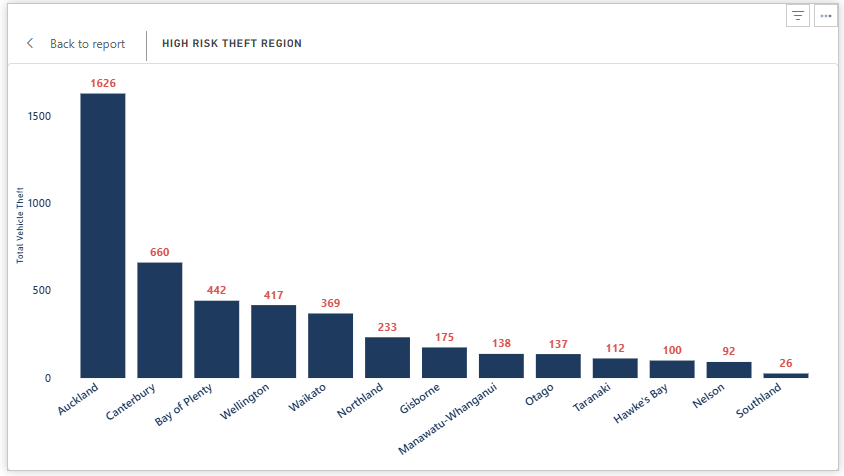 Back to report
HIGH RISK THEFT REGION
Total Vehicle Theft
1500
1000
500
0
1626
660
442
417
369
233
175
138
137
112
100
92
26
Auckland
Canterbury
Bay of Plenty
Wellington
Waikato
Northland
Gisborne
Manawatu-Whanganui
Otago
Taranaki
Hawke's Bay
Nelson
Southland